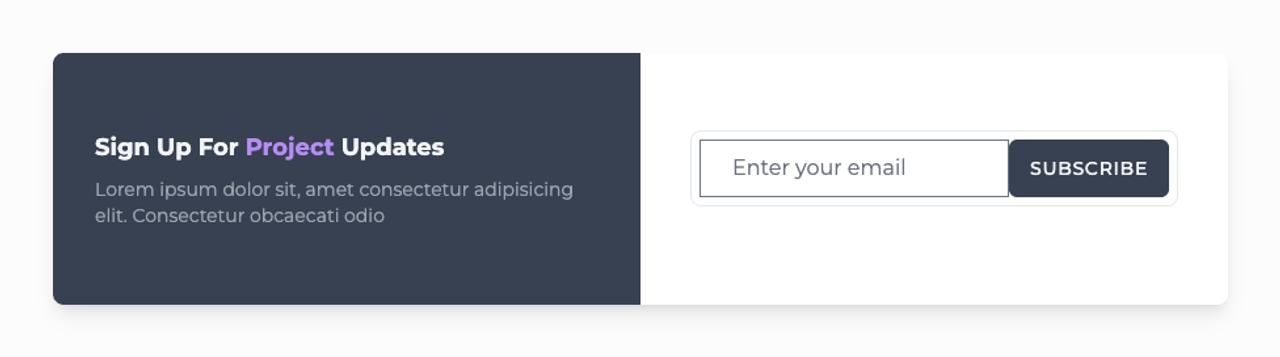 Sign Up For Project Updates
Lorem ipsum dolor sit, amet consectetur adipisicing
elit. Consectetur obcaecati odio
Enter your email
SUBSCRIBE